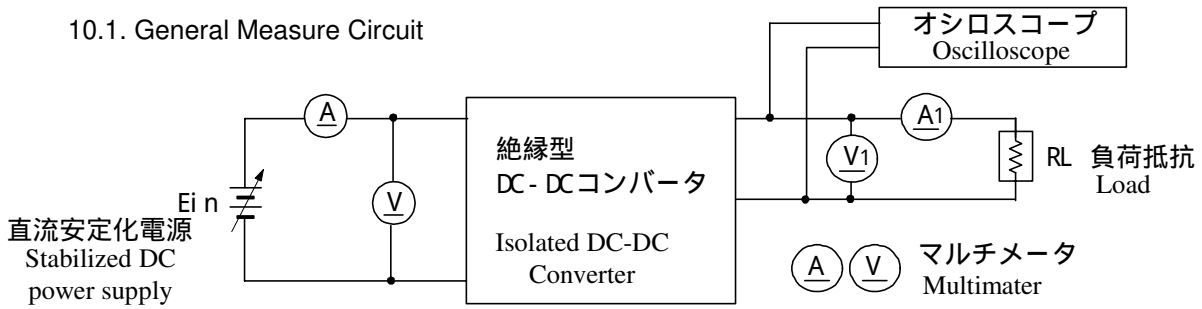 10.1. General Measure Circuit
オシロスコープ
Oscilloscope
A
A1
絶縁型
DC-DCコンバータ
V1
RL 負荷抵抗
Load
Ein
V
直流安定化電源
Stabilized DC
power supply
Isolated DC-DC
Converter
A V マルチメータ
Multimater